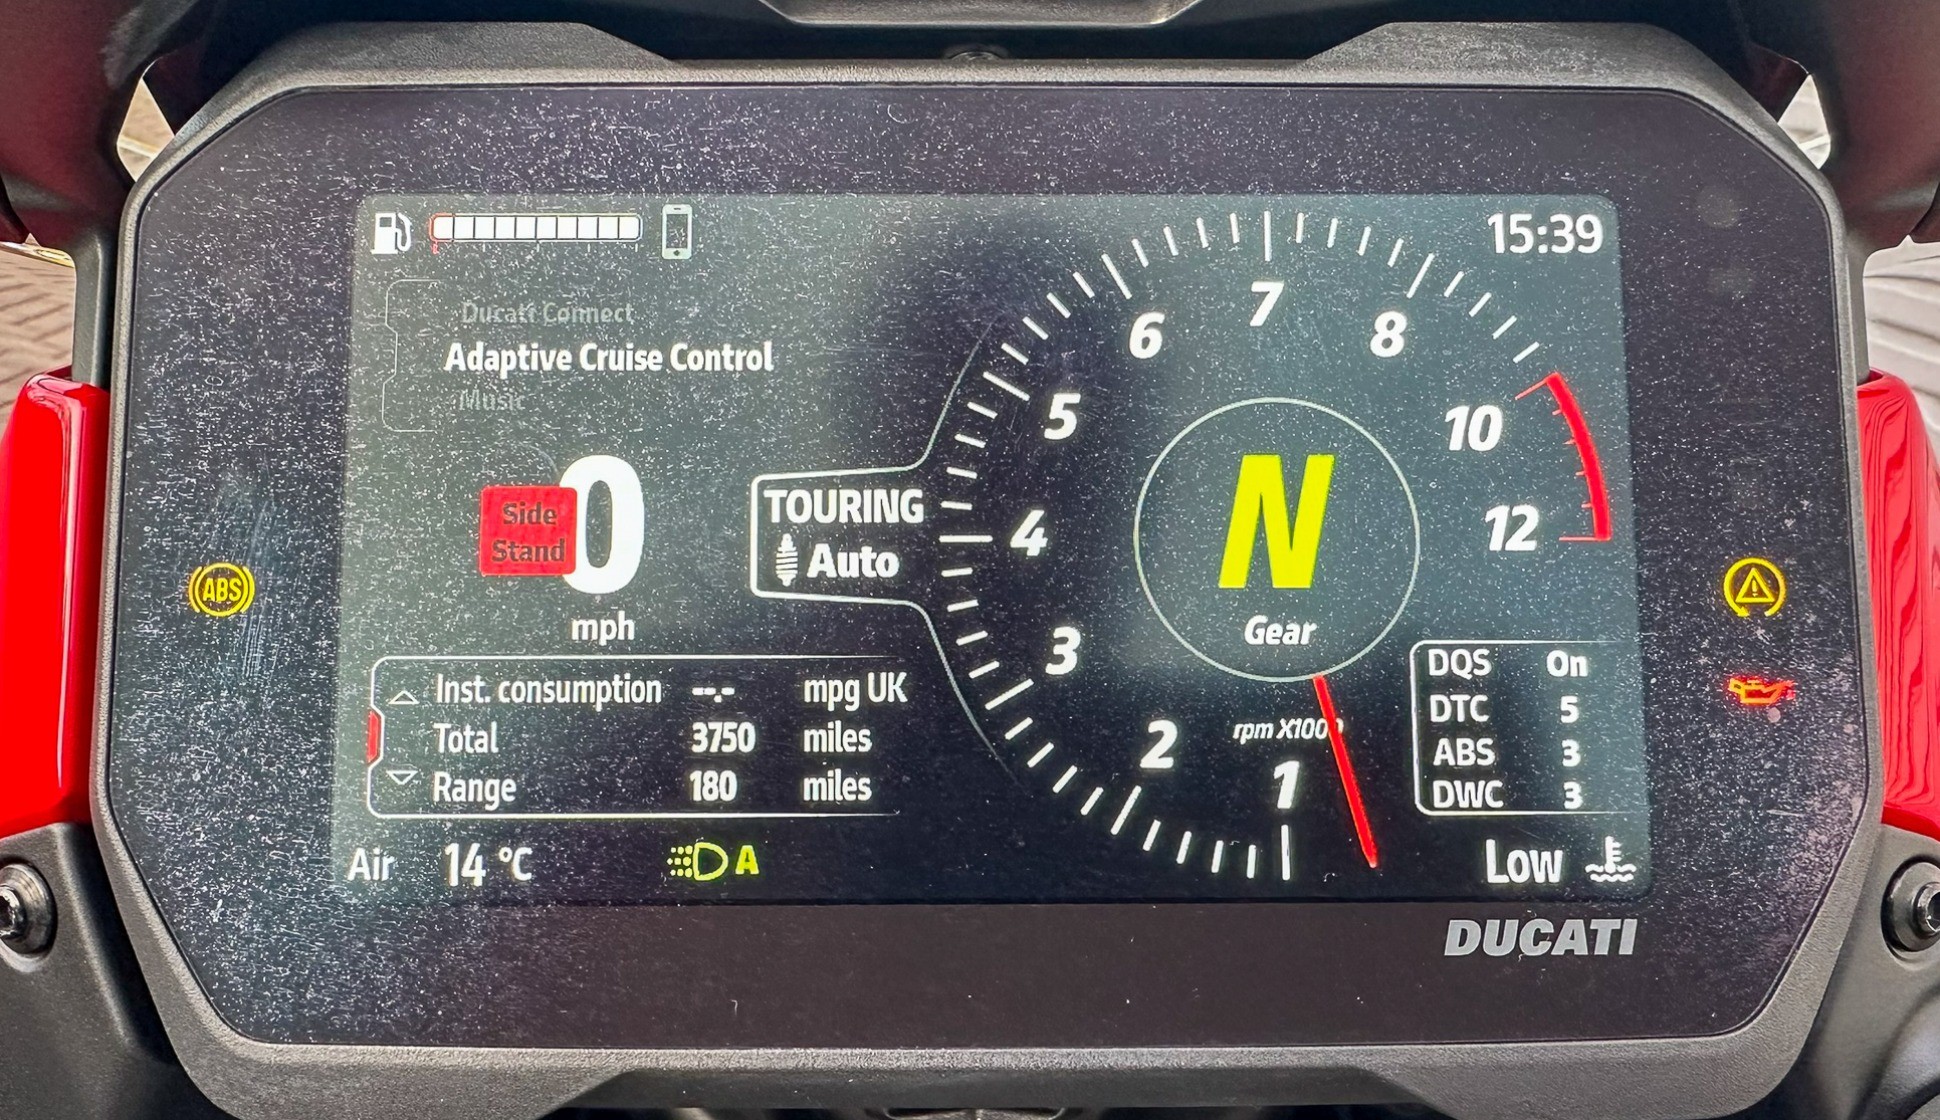 15:39
Ducati Connect
Adaptive Cruise Control
Music
Side
Stand
0
mph
TOURING
Auto
1
2
3
4
5
6
7
8
10
12
rpm X1000
N
Gear
ABS
Inst. consumption --.- mpg UK
Total 3750 miles
Range 180 miles
DQS On
DTC 5
ABS 3
DWC 3
Air 14 °C
A
Low
DUCATI